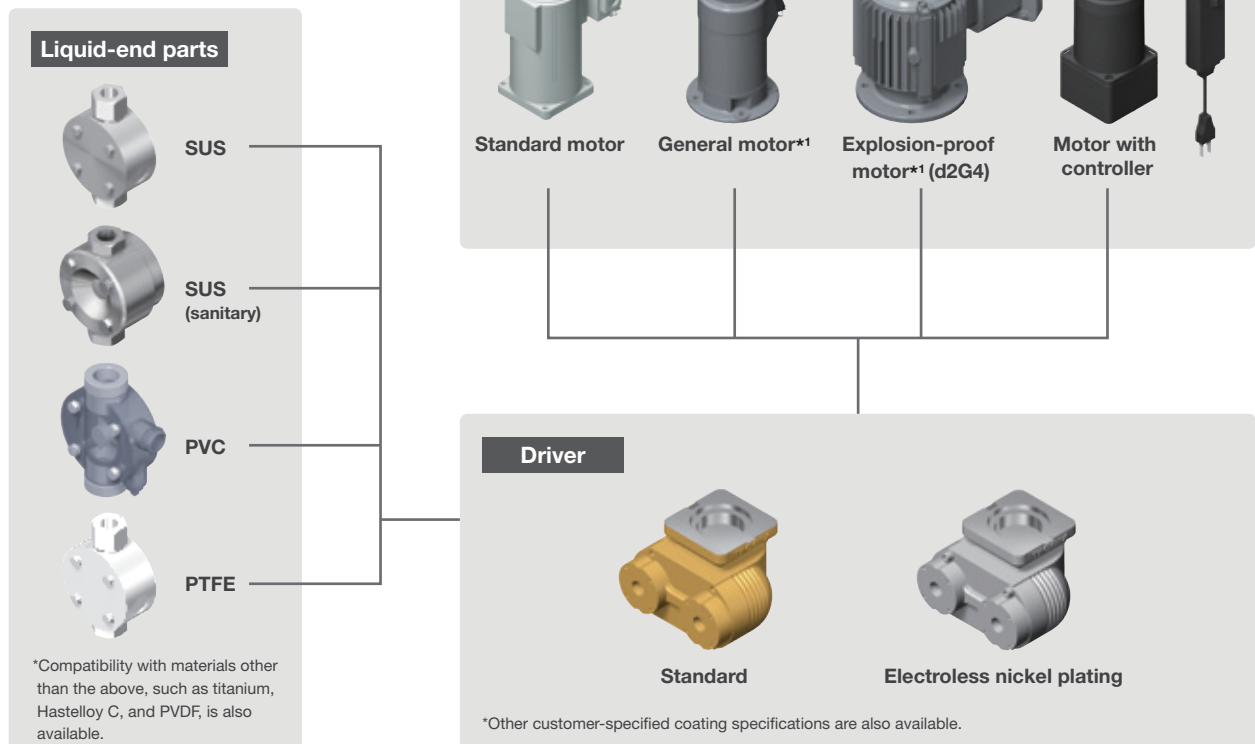 Liquid-end parts
SUS
SUS
(sanitary)
PVC
PTFE
*Compatibility with materials other
than the above, such as titanium,
Hastelloy C, and PVDF, is also
available.
Standard motor
General motor*1
Explosion-proof
motor*1 (d2G4)
Motor with
controller
Driver
Standard
Electroless nickel plating
*Other customer-specified coating specifications are also available.